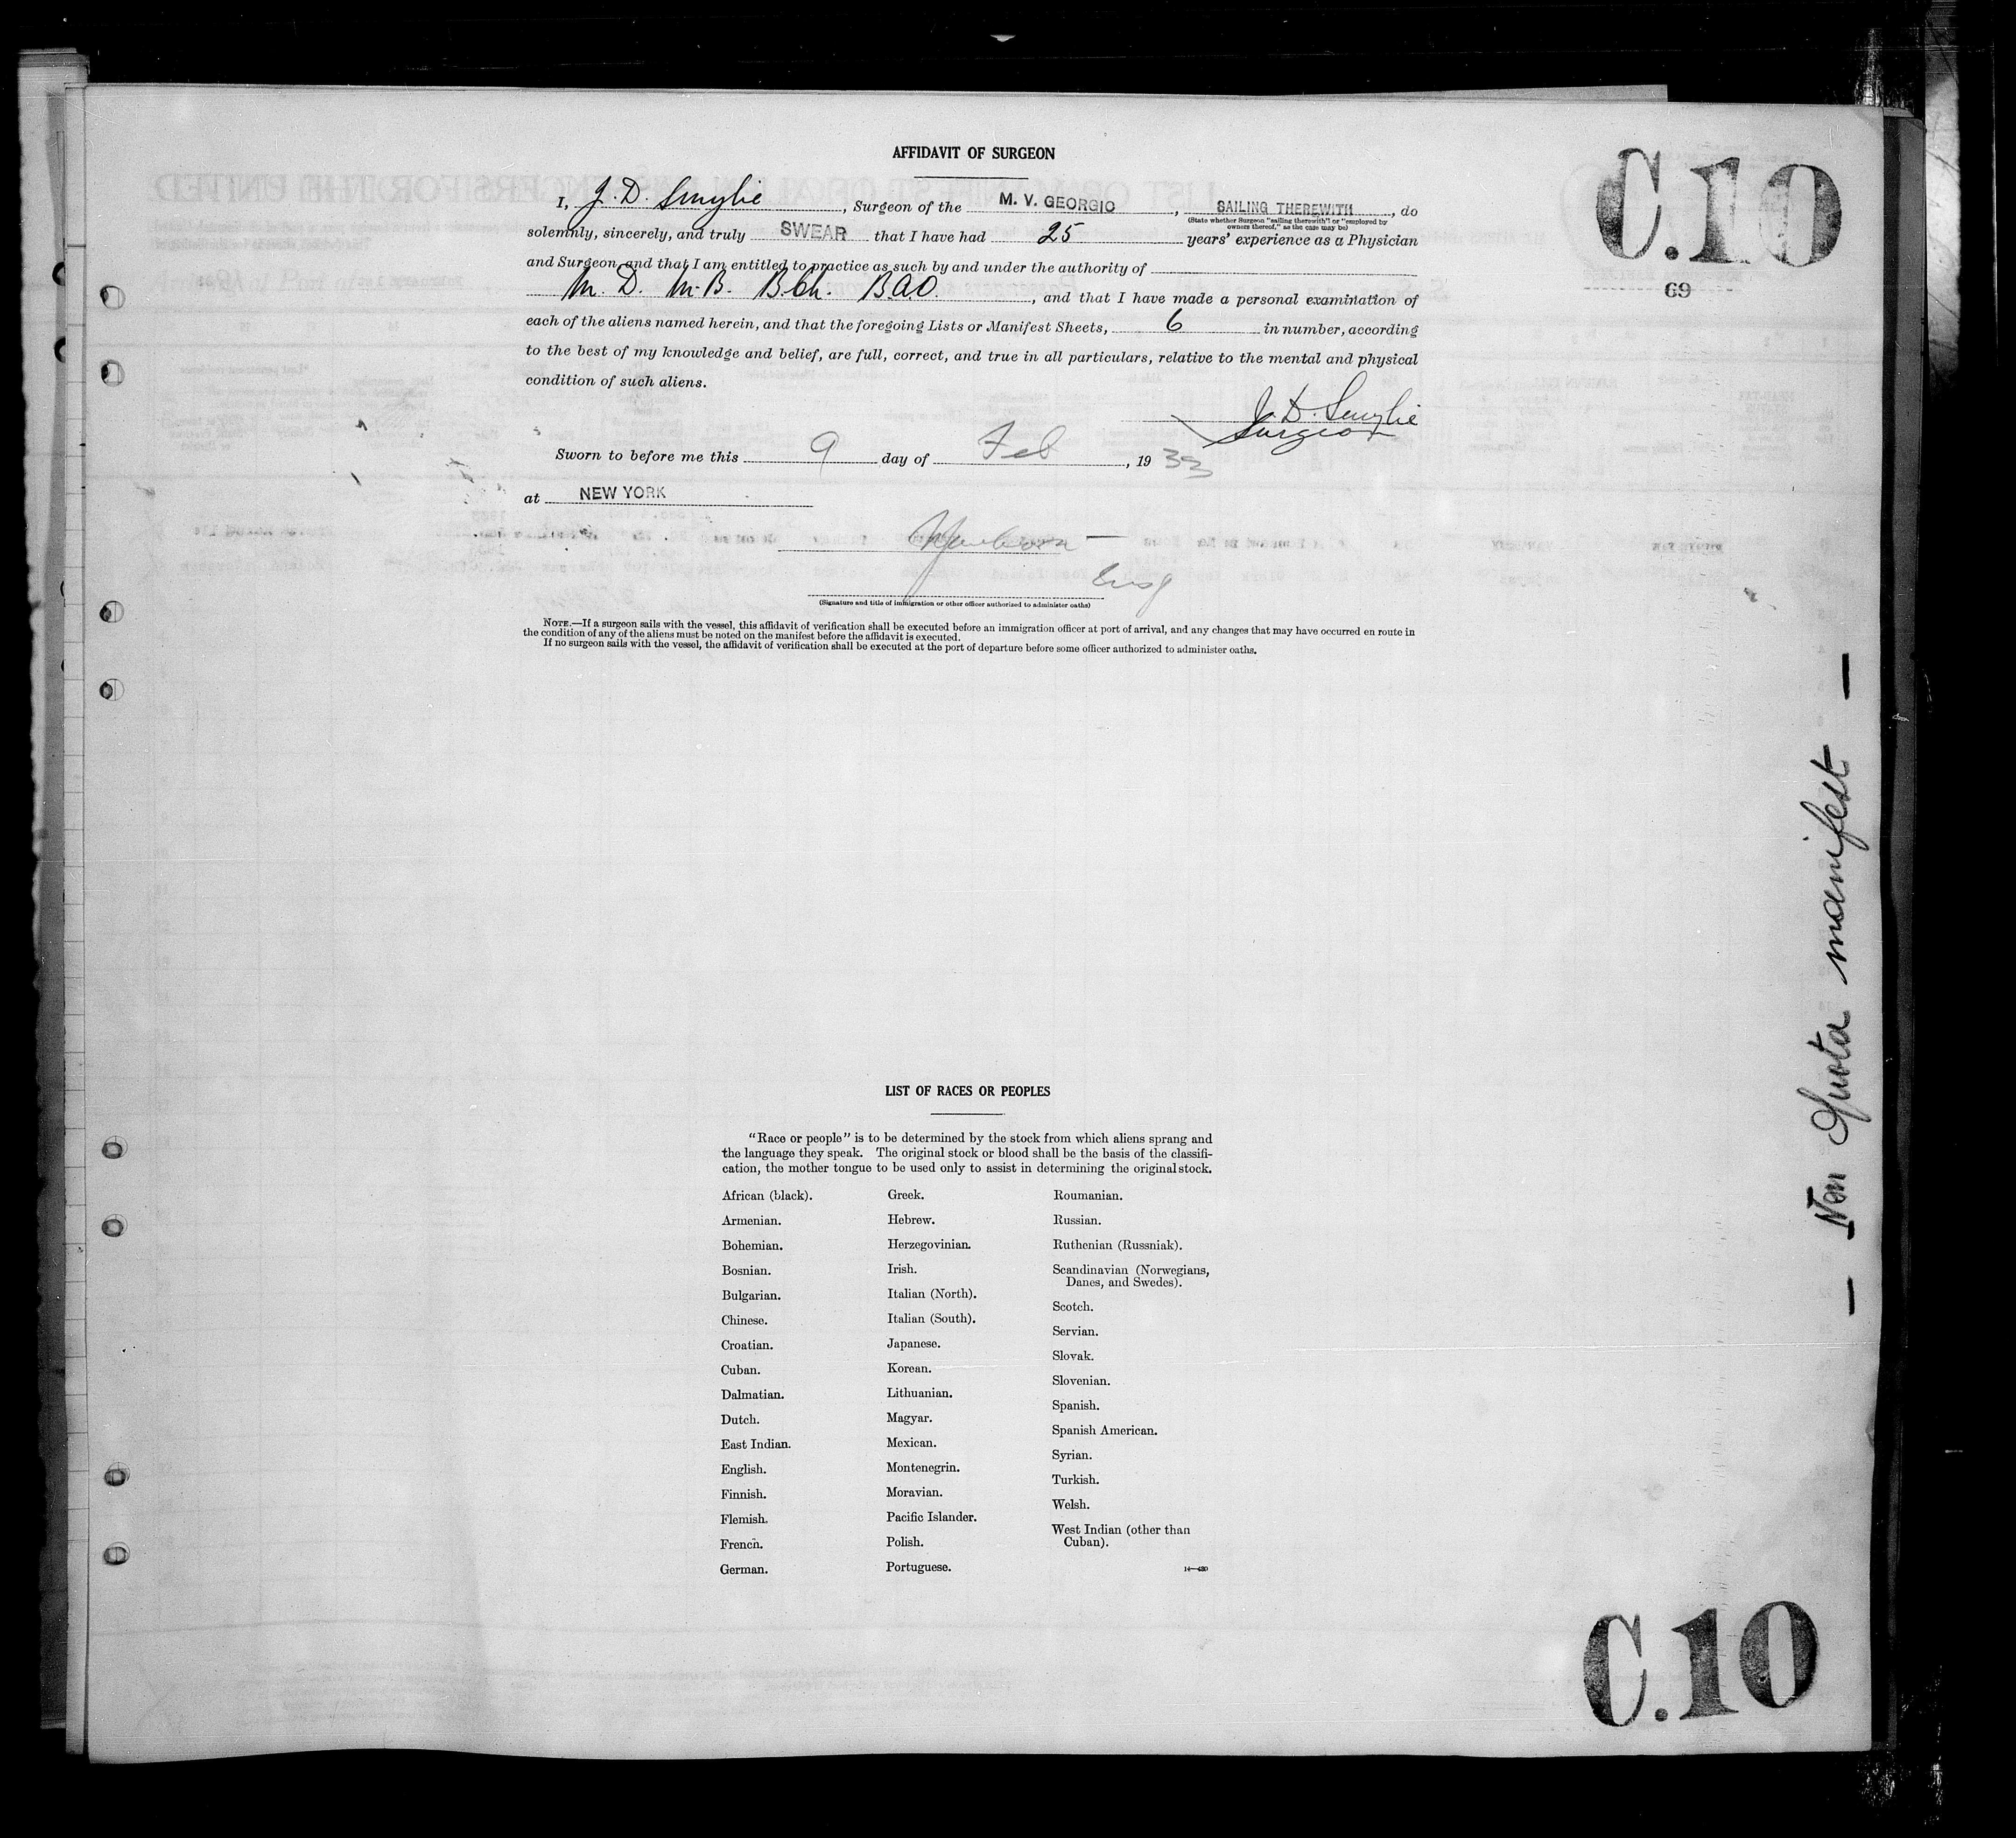 AFFIDAVIT OF SURGEON
C.10
69
I, J. D. Smylie, Surgeon of the M. V. GEORGIC, SAILING THEREWITH, do
(State whether Surgeon "sailing therewith" or "employed by
owners thereof," as the case may be)
solemnly, sincerely, and truly SWEAR that I have had 25 years' experience as a Physician
and Surgeon, and that I am entitled to practice as such by and under the authority of
M. D. M. B. B.Ch. B.A.O., and that I have made a personal examination of
each of the aliens named herein, and that the foregoing Lists or Manifest Sheets, 6 in number, according
to the best of my knowledge and belief, are full, correct, and true in all particulars, relative to the mental and physical
condition of such aliens.
J. D. Smylie
Surgeon
Sworn to before me this 9 day of Feb, 1933
at NEW YORK
Insp
(Signature and title of immigration or other officer authorized to administer oaths)
NOTE.—If a surgeon sails with the vessel, this affidavit of verification shall be executed before an immigration officer at port of arrival, and any changes that may have occurred en route in
the condition of any of the aliens must be noted on the manifest before the affidavit is executed.
If no surgeon sails with the vessel, the affidavit of verification shall be executed at the port of departure before some officer authorized to administer oaths.
— Non Quota manifest —
LIST OF RACES OR PEOPLES
"Race or people" is to be determined by the stock from which aliens sprang and
the language they speak. The original stock or blood shall be the basis of the classifi-
cation, the mother tongue to be used only to assist in determining the original stock.
African (black).
Armenian.
Bohemian.
Bosnian.
Bulgarian.
Chinese.
Croatian.
Cuban.
Dalmatian.
Dutch.
East Indian.
English.
Finnish.
Flemish.
French.
German.
Greek.
Hebrew.
Herzegovinian.
Irish.
Italian (North).
Italian (South).
Japanese.
Korean.
Lithuanian.
Magyar.
Mexican.
Montenegrin.
Moravian.
Pacific Islander.
Polish.
Portuguese.
Roumanian.
Russian.
Ruthenian (Russniak).
Scandinavian (Norwegians,
Danes, and Swedes).
Scotch.
Servian.
Slovak.
Slovenian.
Spanish.
Spanish American.
Syrian.
Turkish.
Welsh.
West Indian (other than
Cuban).
14—430
C.10